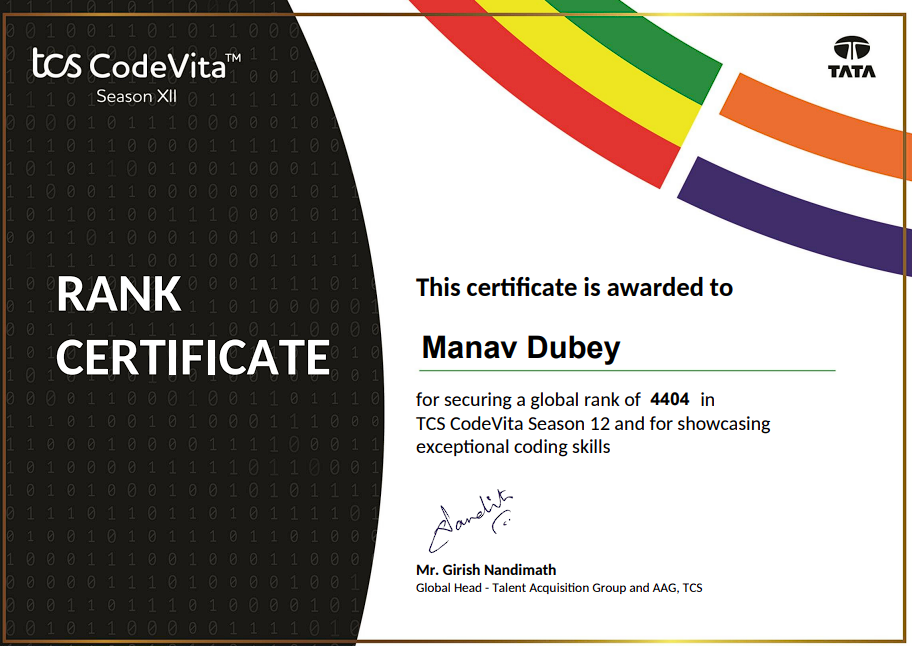 tcs CodeVita™
Season XII
TATA
RANK
CERTIFICATE
This certificate is awarded to
Manav Dubey
for securing a global rank of 4404 in
TCS CodeVita Season 12 and for showcasing
exceptional coding skills
Mr. Girish Nandimath
Global Head - Talent Acquisition Group and AAG, TCS